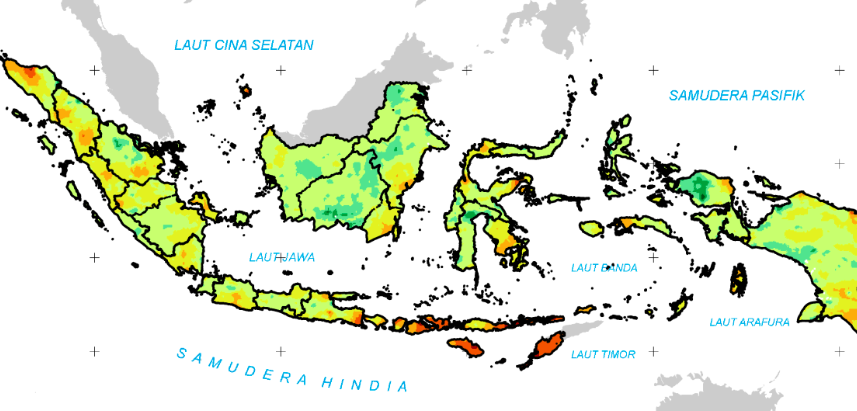 LAUT CINA SELATAN
SAMUDERA PASIFIK
LAUT JAWA
LAUT BANDA
LAUT ARAFURA
LAUT TIMOR
SAMUDERA HINDIA